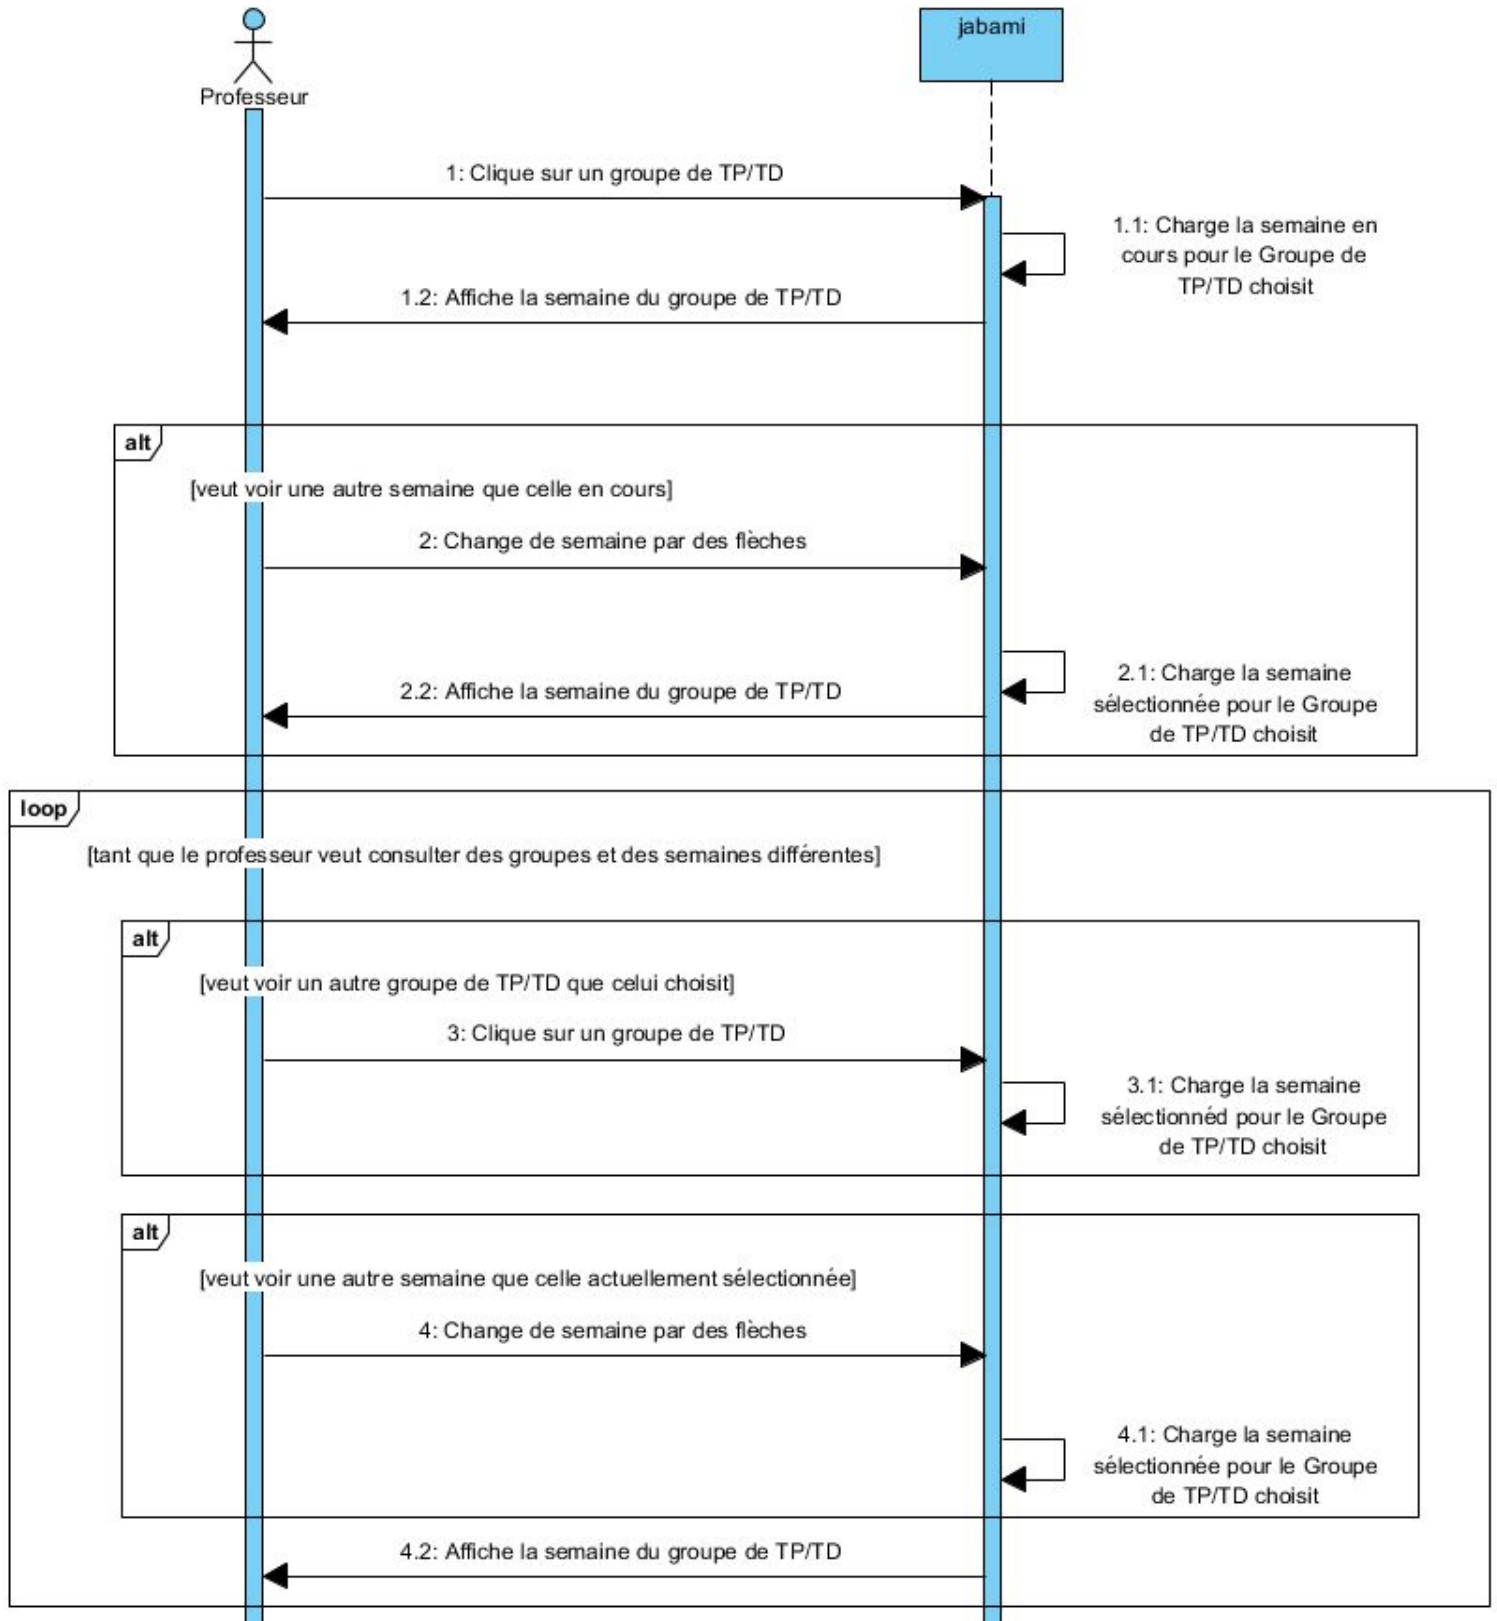 Professeur
jabami
1: Clique sur un groupe de TP/TD
1.1: Charge la semaine en
cours pour le Groupe de
TP/TD choisit
1.2: Affiche la semaine du groupe de TP/TD
alt
[veut voir une autre semaine que celle en cours]
2: Change de semaine par des flèches
2.1: Charge la semaine
sélectionnée pour le Groupe
de TP/TD choisit
2.2: Affiche la semaine du groupe de TP/TD
loop
[tant que le professeur veut consulter des groupes et des semaines différentes]
alt
[veut voir un autre groupe de TP/TD que celui choisit]
3: Clique sur un groupe de TP/TD
3.1: Charge la semaine
sélectionnéd pour le Groupe
de TP/TD choisit
alt
[veut voir une autre semaine que celle actuellement sélectionnée]
4: Change de semaine par des flèches
4.1: Charge la semaine
sélectionnée pour le Groupe
de TP/TD choisit
4.2: Affiche la semaine du groupe de TP/TD